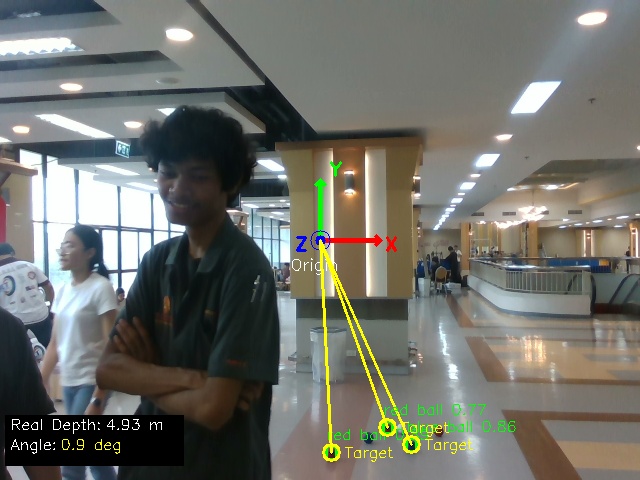 Y
Z
X
Origin
red ball 0.77
Target
ball 0.86
ed ball
Target
Target
Real Depth: 4.93 m
Angle: 0.9 deg